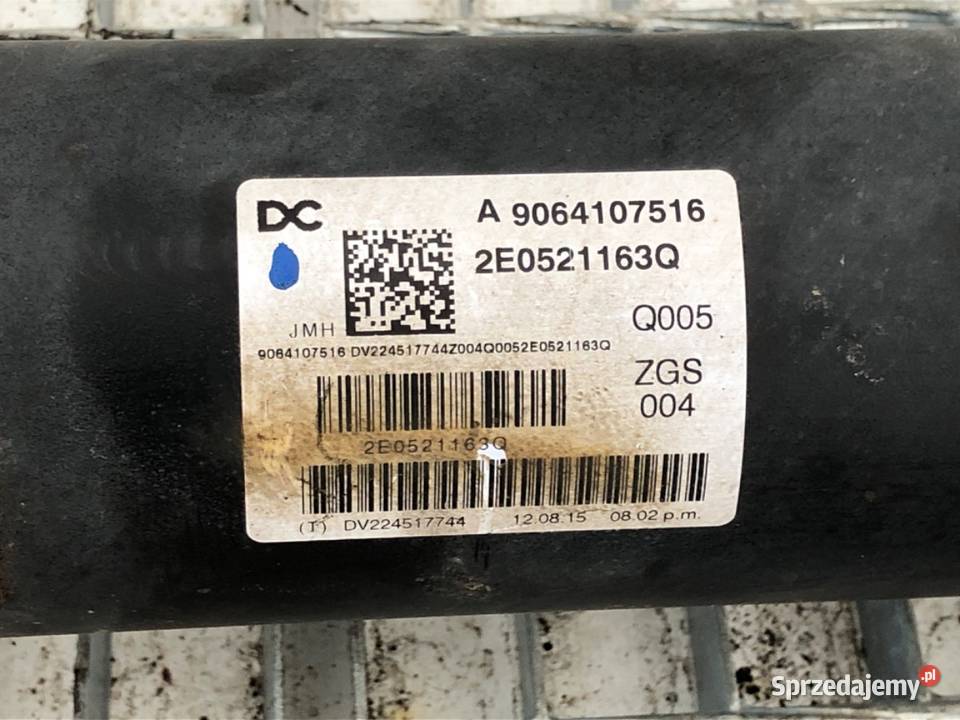 DC
A 9064107516
2E0521163Q
JMH
Q005
9064107516 DV224517744Z004Q0052E0521163Q
ZGS
004
2E0521163Q
(T) DV224517744 12.08.15 08.02 p.m.
Sprzedajemy.pl